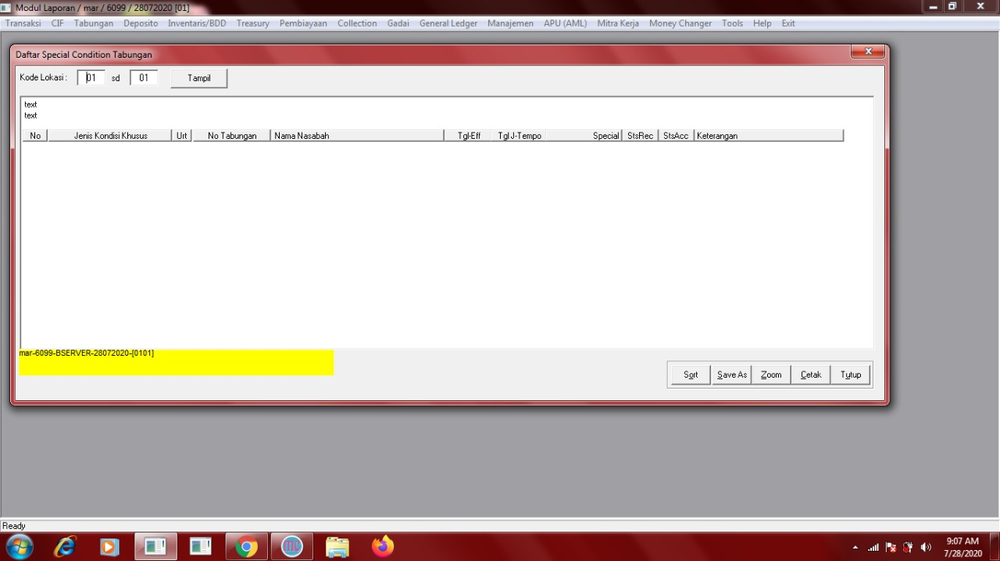 Modul Laporan / mar / 6099 / 28072020 [01]
Transaksi CIF Tabungan Deposito Inventaris/BDD Treasury Pembiayaan Collection Gadai General Ledger Manajemen APU (AML) Mitra Kerja Money Changer Tools Help Exit
Daftar Special Condition Tabungan
Kode Lokasi : 01 sd 01 Tampil
text
text
No Jenis Kondisi Khusus Urt No Tabungan Nama Nasabah Tgl-Eff Tgl J-Tempo Special StsRec StsAcc Keterangan
mar-6099-BSERVER-28072020-[0101]
Sort Save As Zoom Cetak Tutup
Ready
9:07 AM
7/28/2020